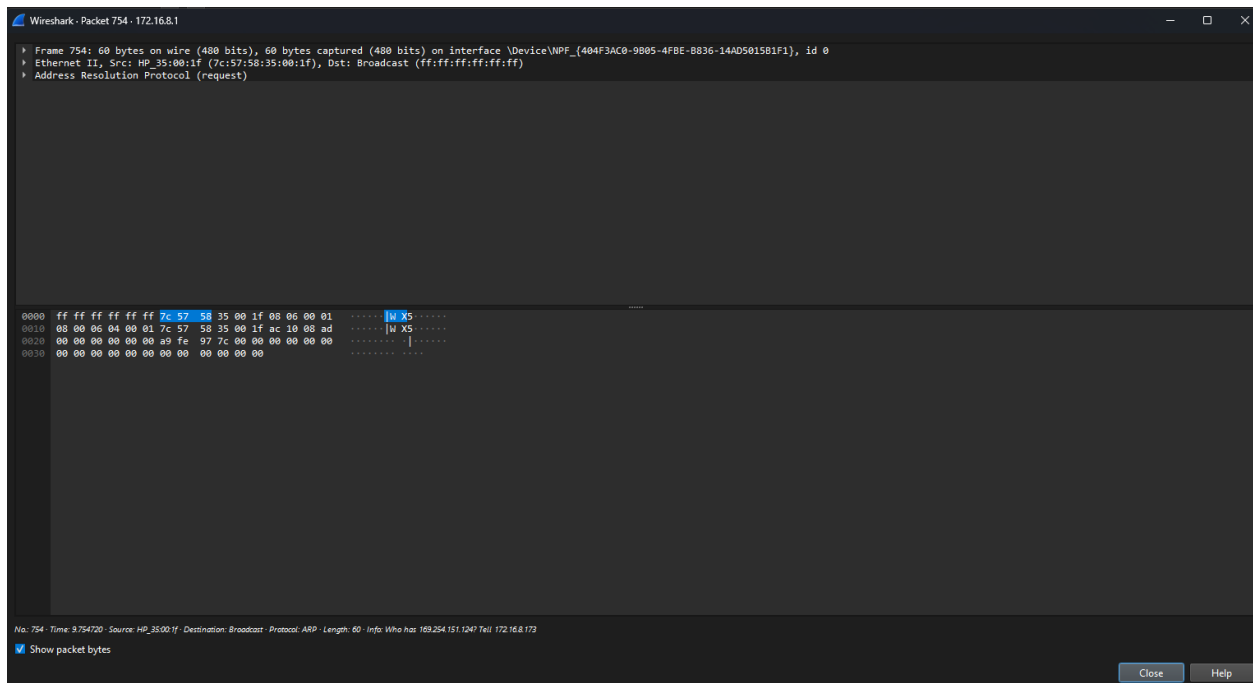 Wireshark · Packet 754 · 172.16.8.1
Frame 754: 60 bytes on wire (480 bits), 60 bytes captured (480 bits) on interface \Device\NPF_{404F3AC0-9B05-4FBE-B836-14AD5015B1F1}, id 0
Ethernet II, Src: HP_35:00:1f (7c:57:58:35:00:1f), Dst: Broadcast (ff:ff:ff:ff:ff:ff)
Address Resolution Protocol (request)
0000 ff ff ff ff ff ff 7c 57 58 35 00 1f 08 06 00 01 ······|W X5······
0010 08 00 06 04 00 01 7c 57 58 35 00 1f ac 10 08 ad ······|W X5······
0020 00 00 00 00 00 00 a9 fe 97 7c 00 00 00 00 00 00 ········ ·|······
0030 00 00 00 00 00 00 00 00 00 00 00 00 ········ ····
No.: 754 · Time: 9.754720 · Source: HP_35:00:1f · Destination: Broadcast · Protocol: ARP · Length: 60 · Info: Who has 169.254.151.124? Tell 172.16.8.173
Show packet bytes
Close Help